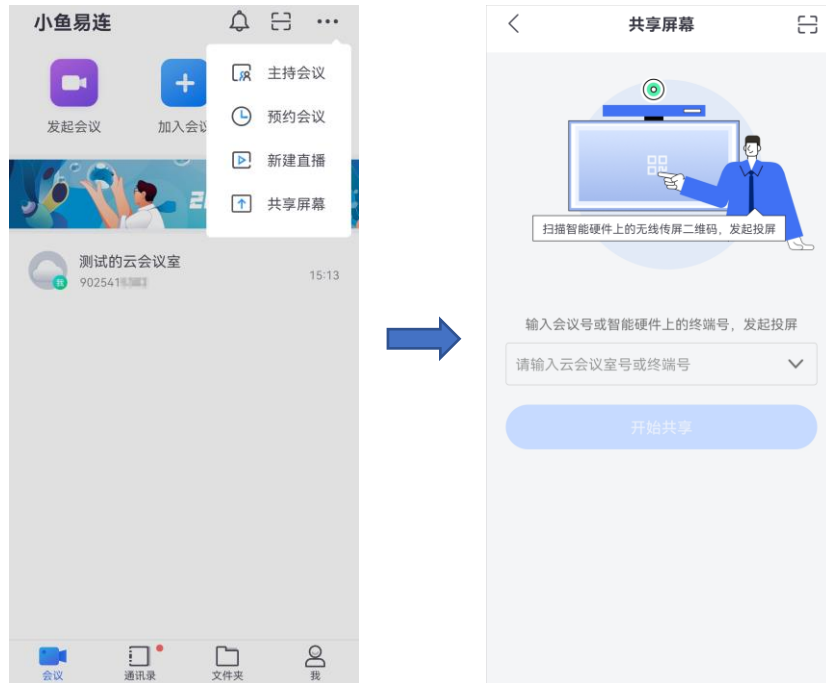 小鱼易连
主持会议
发起会议
加入会议
预约会议
新建直播
共享屏幕
测试的云会议室
902541
15:13
会议
通讯录
文件夹
我
共享屏幕
扫描智能硬件上的无线传屏二维码，发起投屏
输入会议号或智能硬件上的终端号，发起投屏
请输入云会议室号或终端号
开始共享